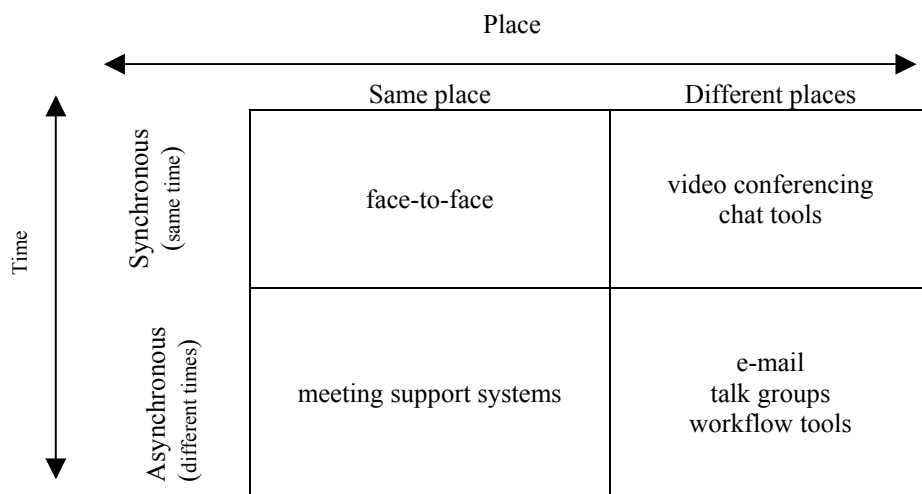 Place
Same place
Different places
Time
Synchronous
(same time)
face-to-face
video conferencing
chat tools
Asynchronous
(different times)
meeting support systems
e-mail
talk groups
workflow tools